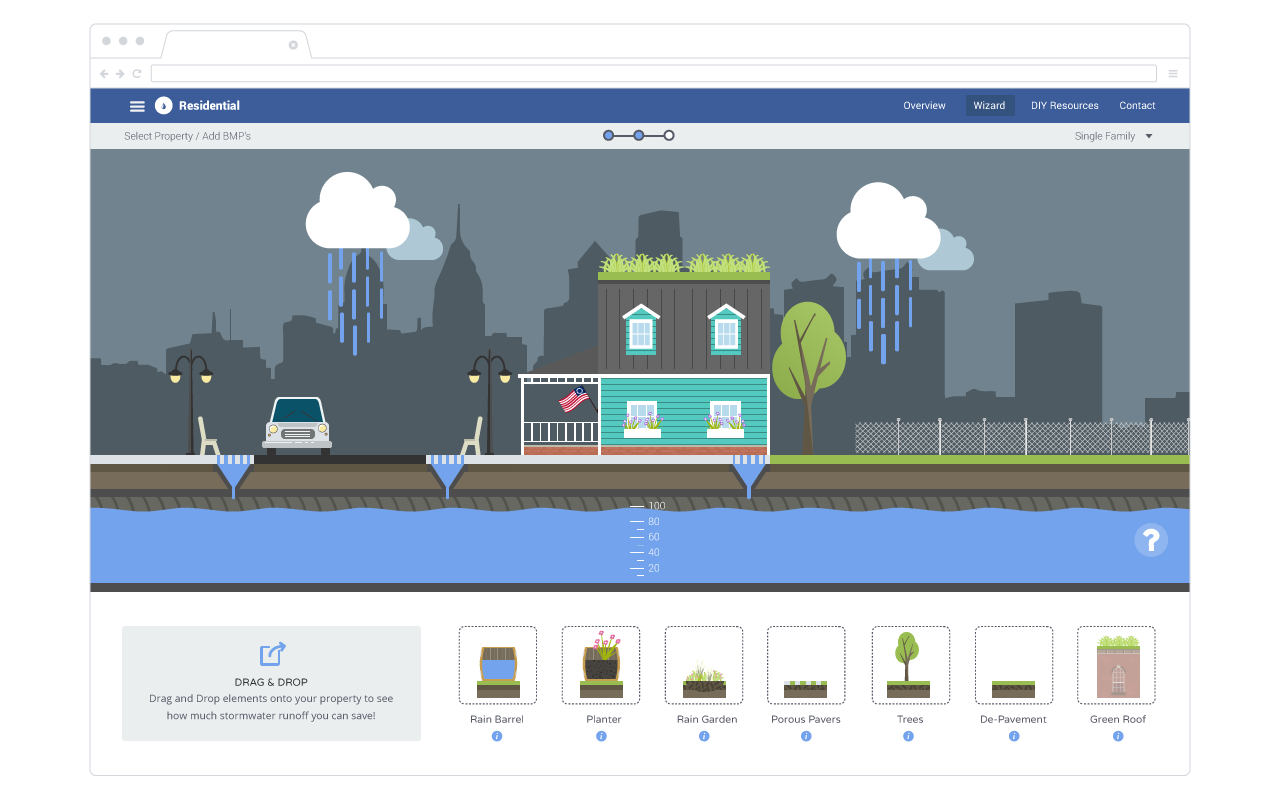 Residential
Overview
Wizard
DIY Resources
Contact
Select Property / Add BMP's
Single Family
100
80
60
40
20
?
DRAG & DROP
Drag and Drop elements onto your property to see
how much stormwater runoff you can save!
Rain Barrel
Planter
Rain Garden
Porous Pavers
Trees
De-Pavement
Green Roof